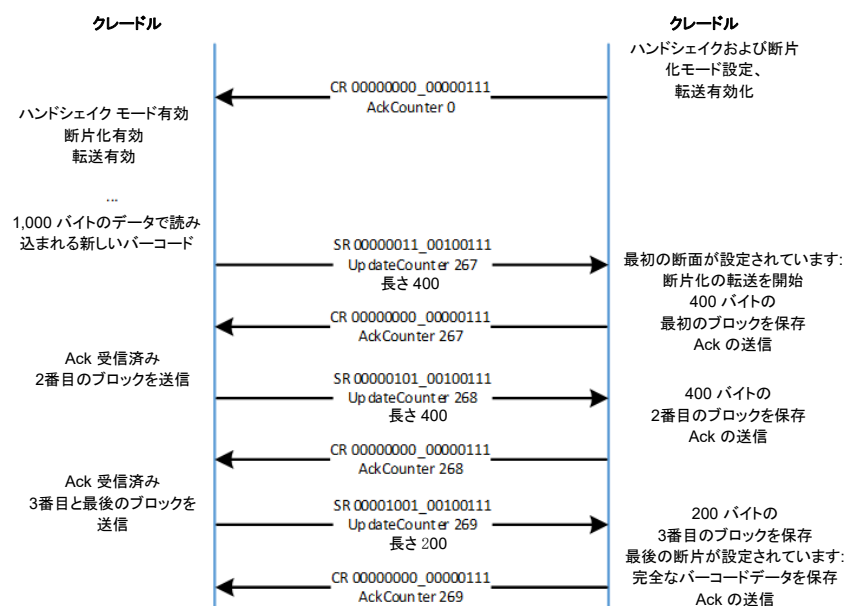 クレードル
クレードル
ハンドシェイクおよび断片
化モード設定、
転送有効化
CR 00000000_00000111
AckCounter 0
ハンドシェイク モード有効
断片化有効
転送有効
...
1,000 バイトのデータで読み
込まれる新しいバーコード
SR 00000011_00100111
UpdateCounter 267
長さ 400
最初の断面が設定されています:
断片化の転送を開始
400 バイトの
最初のブロックを保存
Ack の送信
CR 00000000_00000111
AckCounter 267
Ack 受信済み
2番目のブロックを送信
SR 00000101_00100111
UpdateCounter 268
長さ 400
400 バイトの
2番目のブロックを保存
Ack の送信
CR 00000000_00000111
AckCounter 268
Ack 受信済み
3番目と最後のブロックを
送信
SR 00001001_00100111
UpdateCounter 269
長さ 200
200 バイトの
3番目のブロックを保存
最後の断片が設定されています:
完全なバーコードデータを保存
Ack の送信
CR 00000000_00000111
AckCounter 269